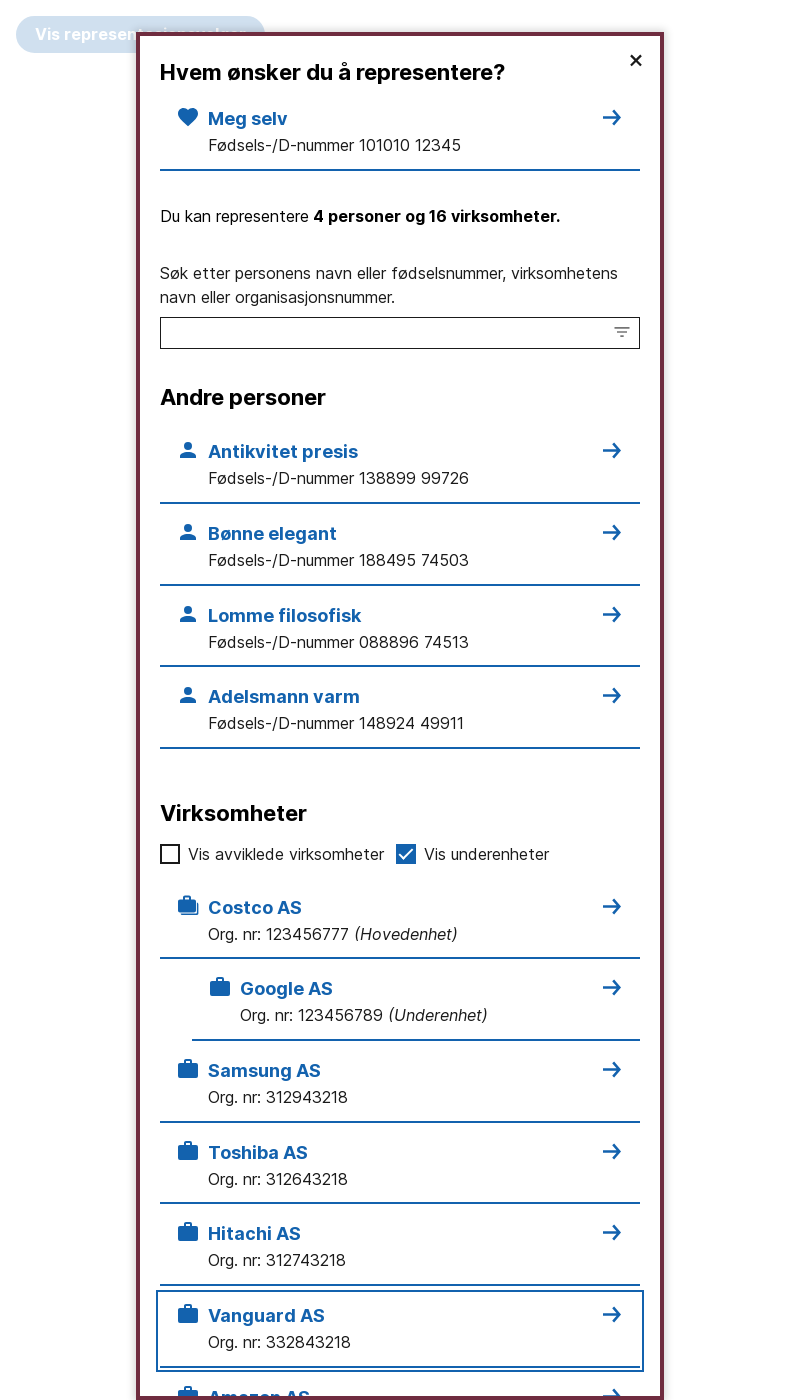 Vis represen
Hvem ønsker du å representere?
Meg selv
Fødsels-/D-nummer 101010 12345
Du kan representere 4 personer og 16 virksomheter.
Søk etter personens navn eller fødselsnummer, virksomhetens
navn eller organisasjonsnummer.
Andre personer
Antikvitet presis
Fødsels-/D-nummer 138899 99726
Bønne elegant
Fødsels-/D-nummer 188495 74503
Lomme filosofisk
Fødsels-/D-nummer 088896 74513
Adelsmann varm
Fødsels-/D-nummer 148924 49911
Virksomheter
Vis avviklede virksomheter Vis underenheter
Costco AS
Org. nr: 123456777 (Hovedenhet)
Google AS
Org. nr: 123456789 (Underenhet)
Samsung AS
Org. nr: 312943218
Toshiba AS
Org. nr: 312643218
Hitachi AS
Org. nr: 312743218
Vanguard AS
Org. nr: 332843218
Amazon AS